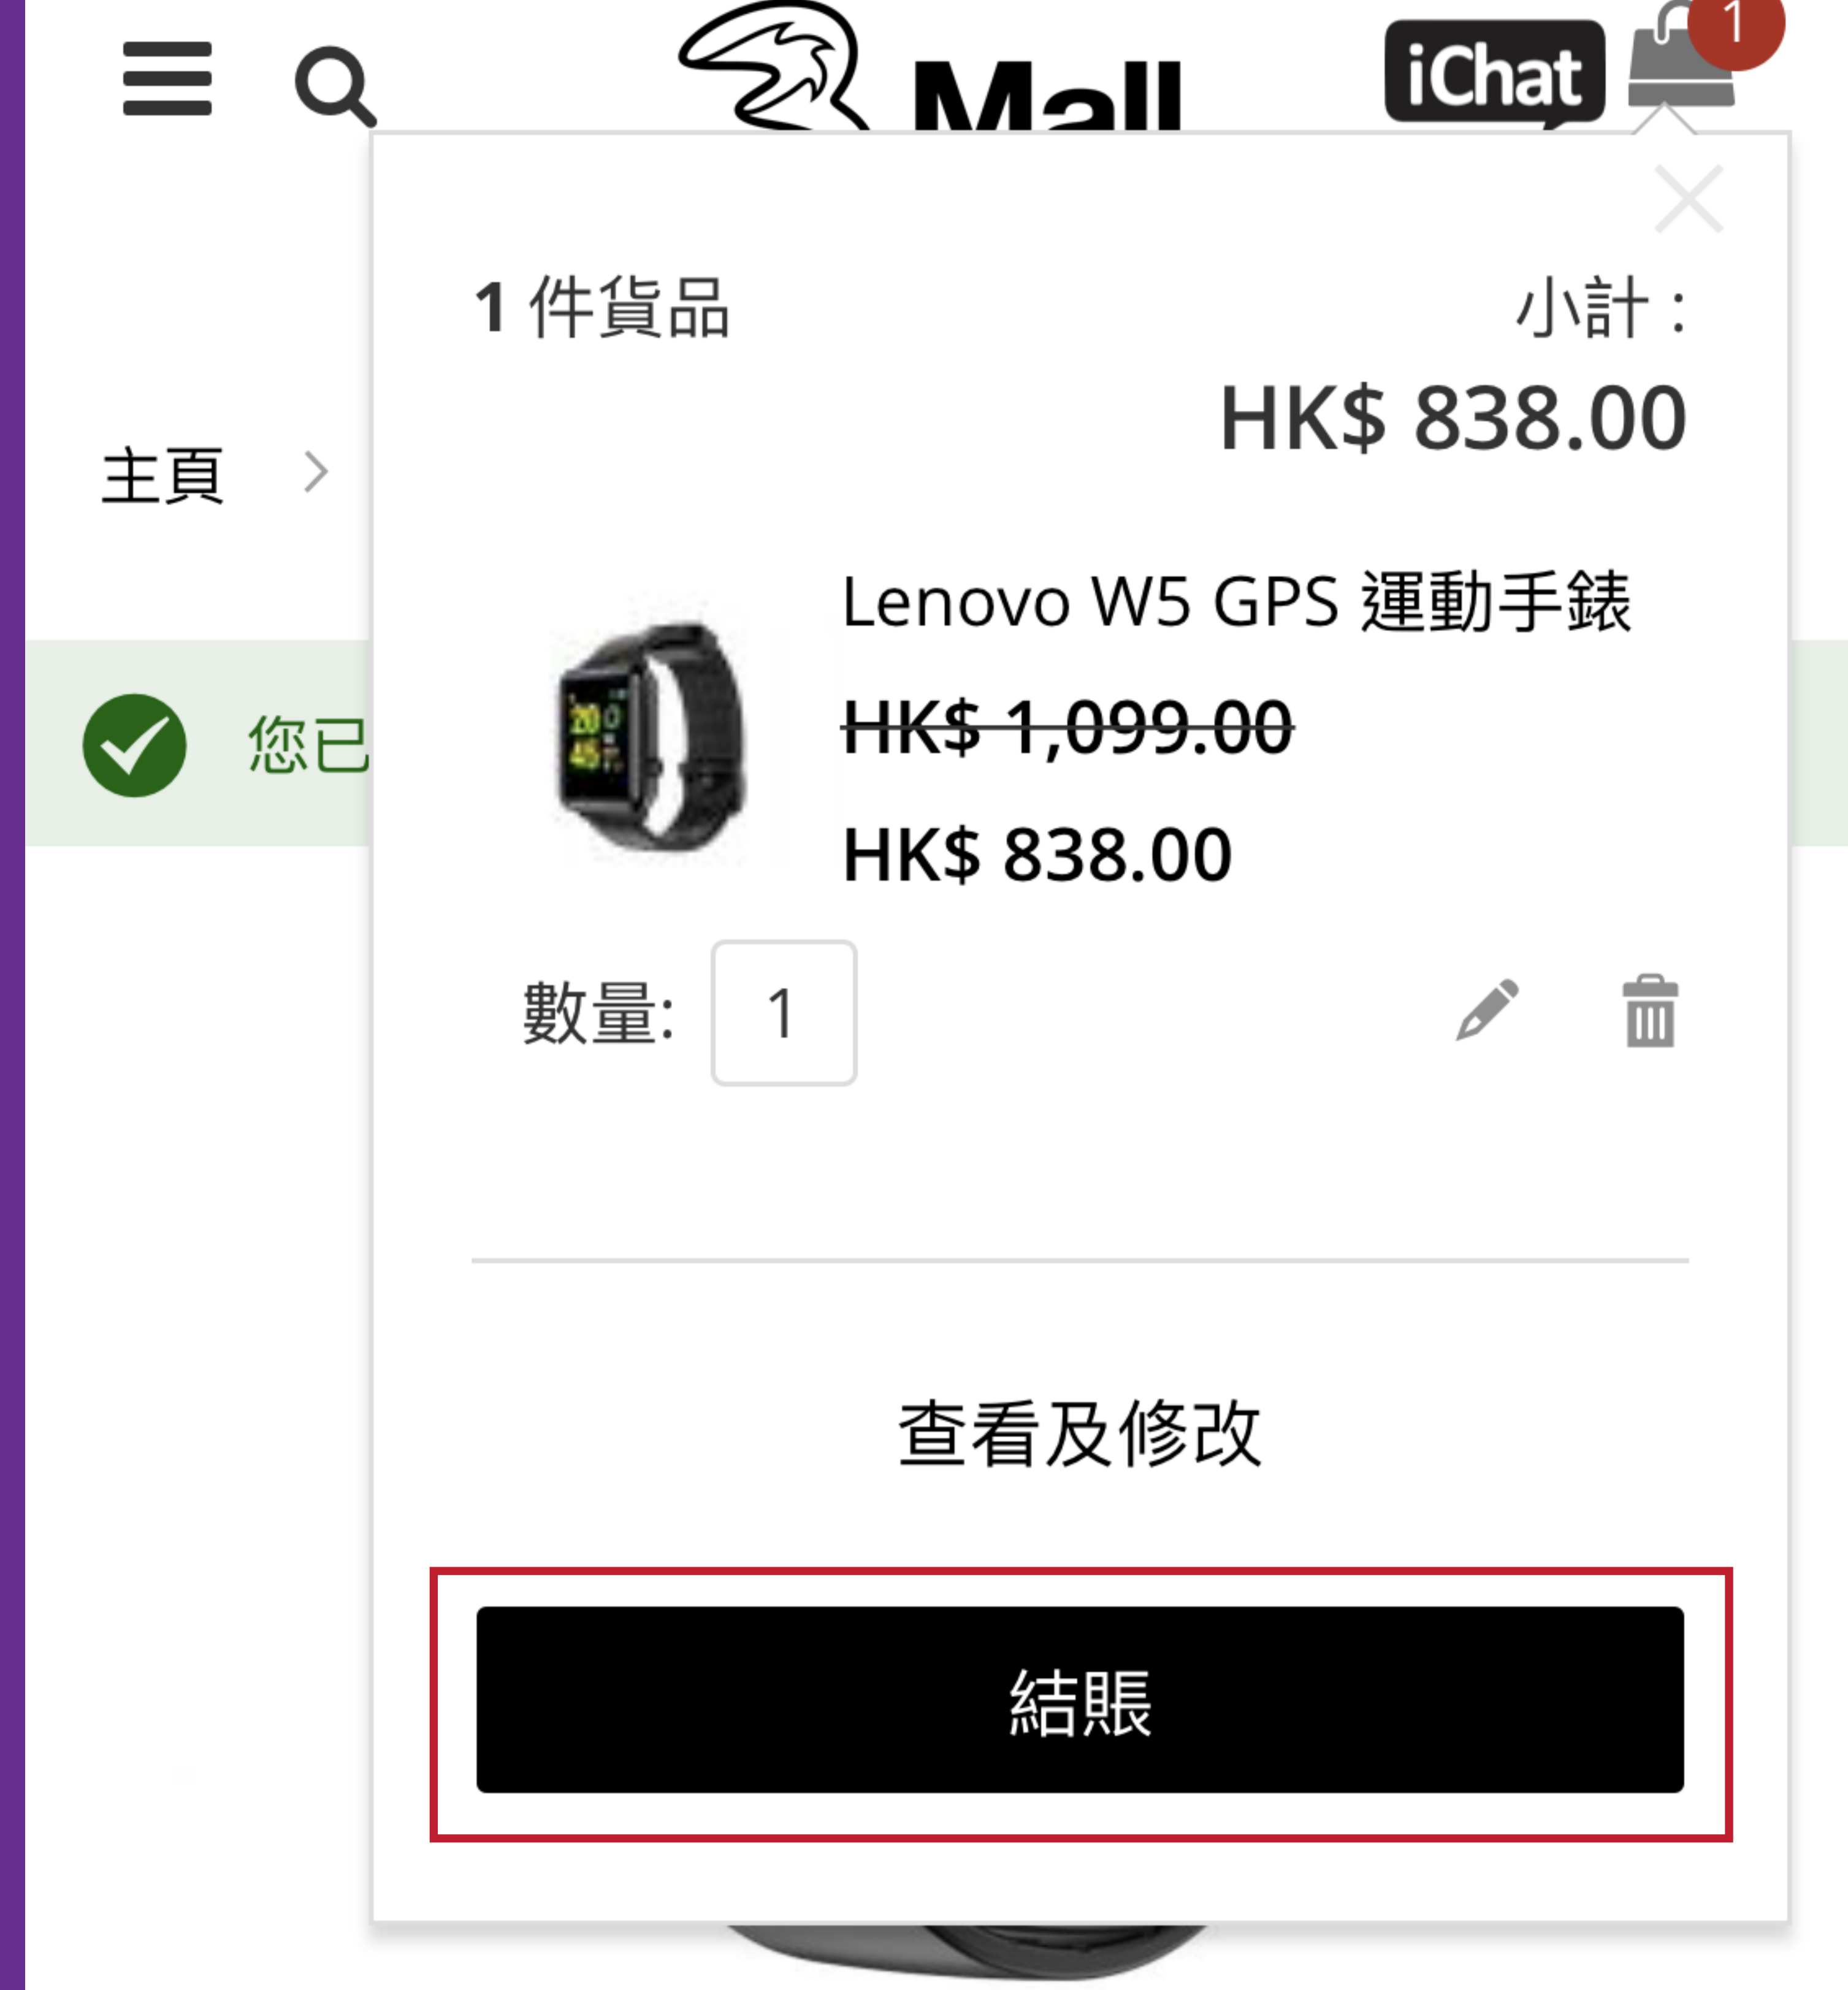 Mall
iChat
1
1 件貨品
小計 :
HK$ 838.00
主頁
您已
Lenovo W5 GPS 運動手錶
HK$ 1,099.00
HK$ 838.00
數量: 1
查看及修改
結賬